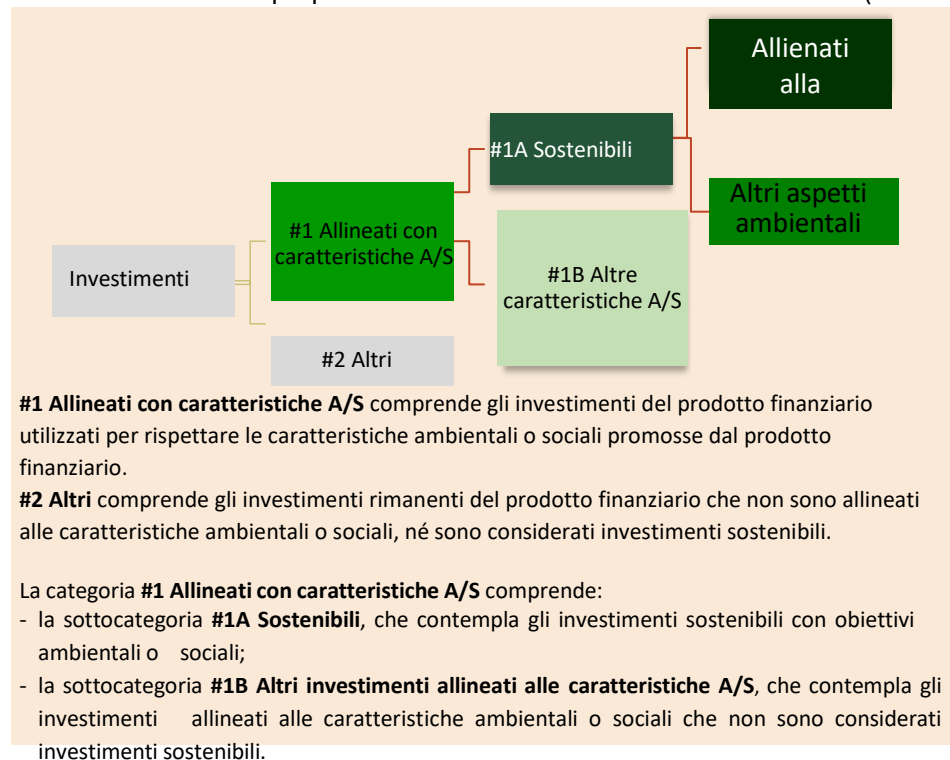 Allienati
alla
#1A Sostenibili
Altri aspetti
ambientali
#1 Allineati con
caratteristiche A/S
#1B Altre
caratteristiche A/S
Investimenti
#2 Altri
#1 Allineati con caratteristiche A/S comprende gli investimenti del prodotto finanziario
utilizzati per rispettare le caratteristiche ambientali o sociali promosse dal prodotto
finanziario.
#2 Altri comprende gli investimenti rimanenti del prodotto finanziario che non sono allineati
alle caratteristiche ambientali o sociali, né sono considerati investimenti sostenibili.
La categoria #1 Allineati con caratteristiche A/S comprende:
- la sottocategoria #1A Sostenibili, che contempla gli investimenti sostenibili con obiettivi
ambientali o sociali;
- la sottocategoria #1B Altri investimenti allineati alle caratteristiche A/S, che contempla gli
investimenti allineati alle caratteristiche ambientali o sociali che non sono considerati
investimenti sostenibili.